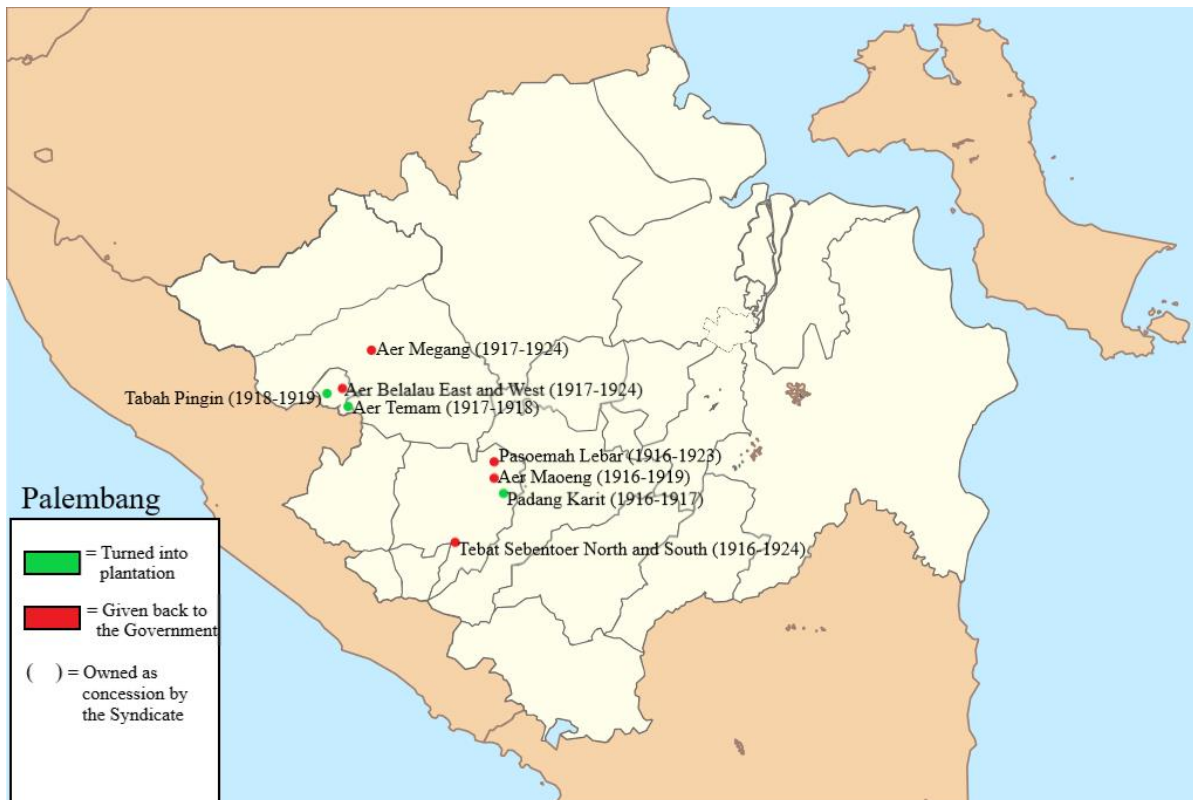 Aer Megang (1917-1924)
Aer Belalau East and West (1917-1924)
Tabah Pingin (1918-1919)
Aer Temam (1917-1918)
Pasoemah Lebar (1916-1923)
Aer Maoeng (1916-1919)
Padang Karit (1916-1917)
Tebat Sebentoer North and South (1916-1924)
Palembang
= Turned into
plantation
= Given back to
the Government
( ) = Owned as
concession by
the Syndicate